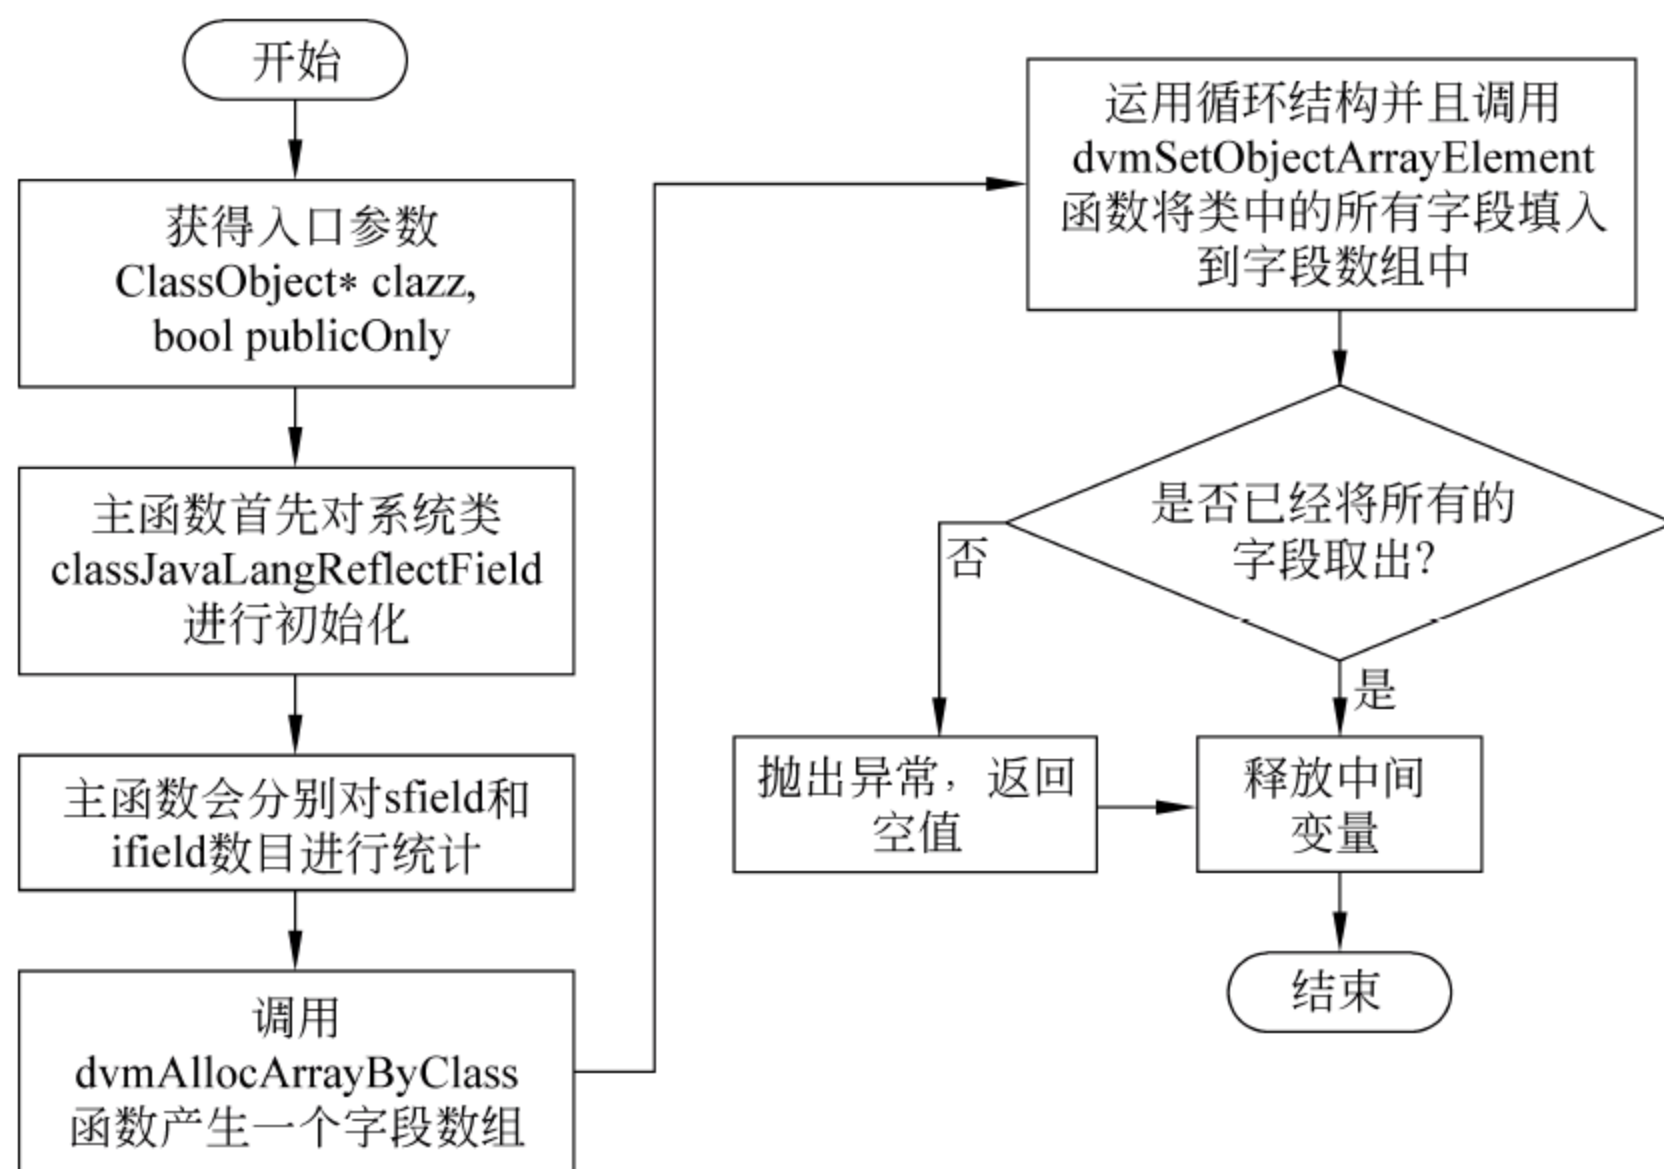 开始
获得入口参数
ClassObject* clazz,
bool publicOnly
主函数首先对系统类
classJavaLangReflectField
进行初始化
主函数会分别对sfield和
ifield数目进行统计
调用
dvmAllocArrayByClass
函数产生一个字段数组
运用循环结构并且调用
dvmSetObjectArrayElement
函数将类中的所有字段填入
到字段数组中
是否已经将所有的
字段取出?
否
是
抛出异常，返回
空值
释放中间
变量
结束